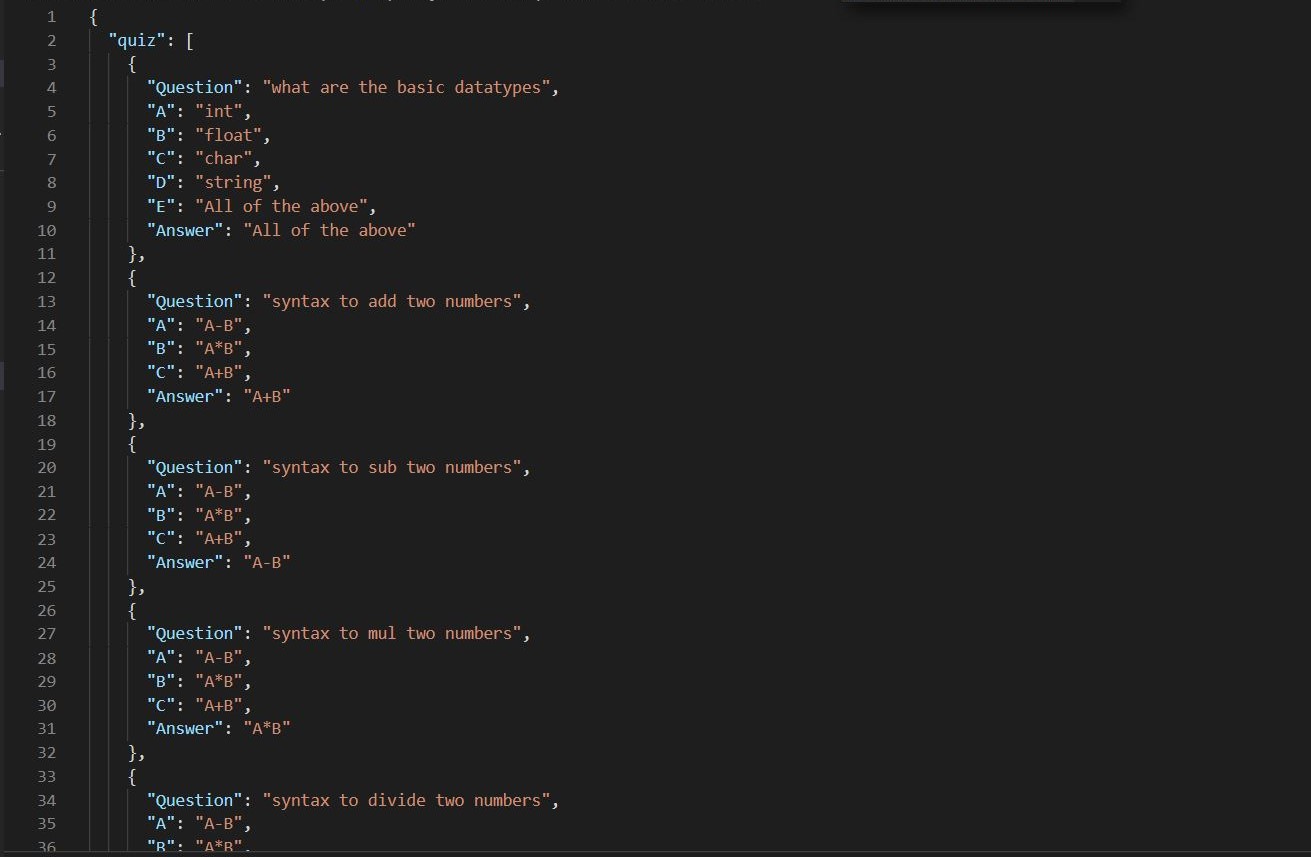 1 {
2 "quiz": [
3 {
4 "Question": "what are the basic datatypes",
5 "A": "int",
6 "B": "float",
7 "C": "char",
8 "D": "string",
9 "E": "All of the above",
10 "Answer": "All of the above"
11 },
12 {
13 "Question": "syntax to add two numbers",
14 "A": "A-B",
15 "B": "A*B",
16 "C": "A+B",
17 "Answer": "A+B"
18 },
19 {
20 "Question": "syntax to sub two numbers",
21 "A": "A-B",
22 "B": "A*B",
23 "C": "A+B",
24 "Answer": "A-B"
25 },
26 {
27 "Question": "syntax to mul two numbers",
28 "A": "A-B",
29 "B": "A*B",
30 "C": "A+B",
31 "Answer": "A*B"
32 },
33 {
34 "Question": "syntax to divide two numbers",
35 "A": "A-B",
36 "B": "A*B",